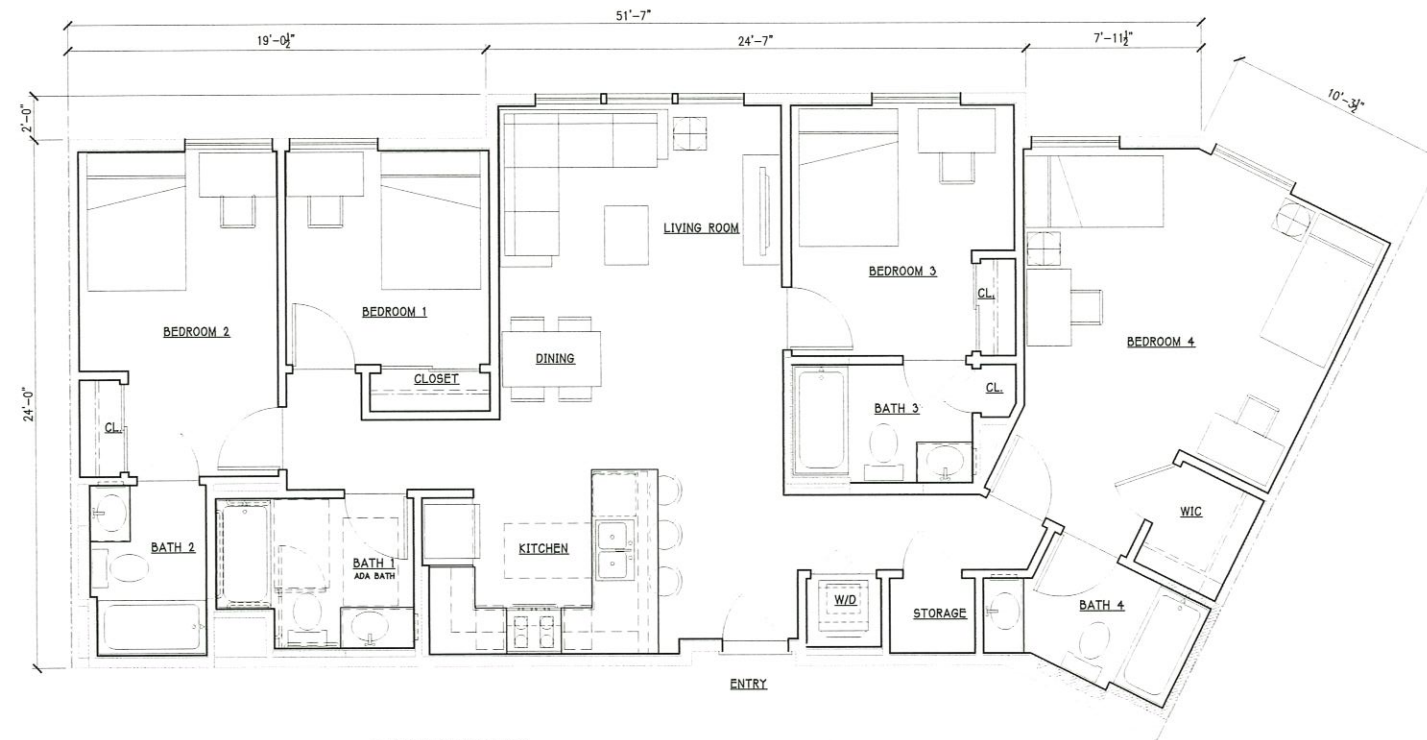 51'-7"
19'-0½"
24'-7"
7'-11½"
10'-3½"
2'-0"
24'-0"
LIVING ROOM
BEDROOM 3
CL.
BEDROOM 2
BEDROOM 1
BEDROOM 4
DINING
CLOSET
CL.
BATH 3
CL.
WIC
BATH 2
BATH 1
ADA BATH
KITCHEN
W/D
STORAGE
BATH 4
ENTRY